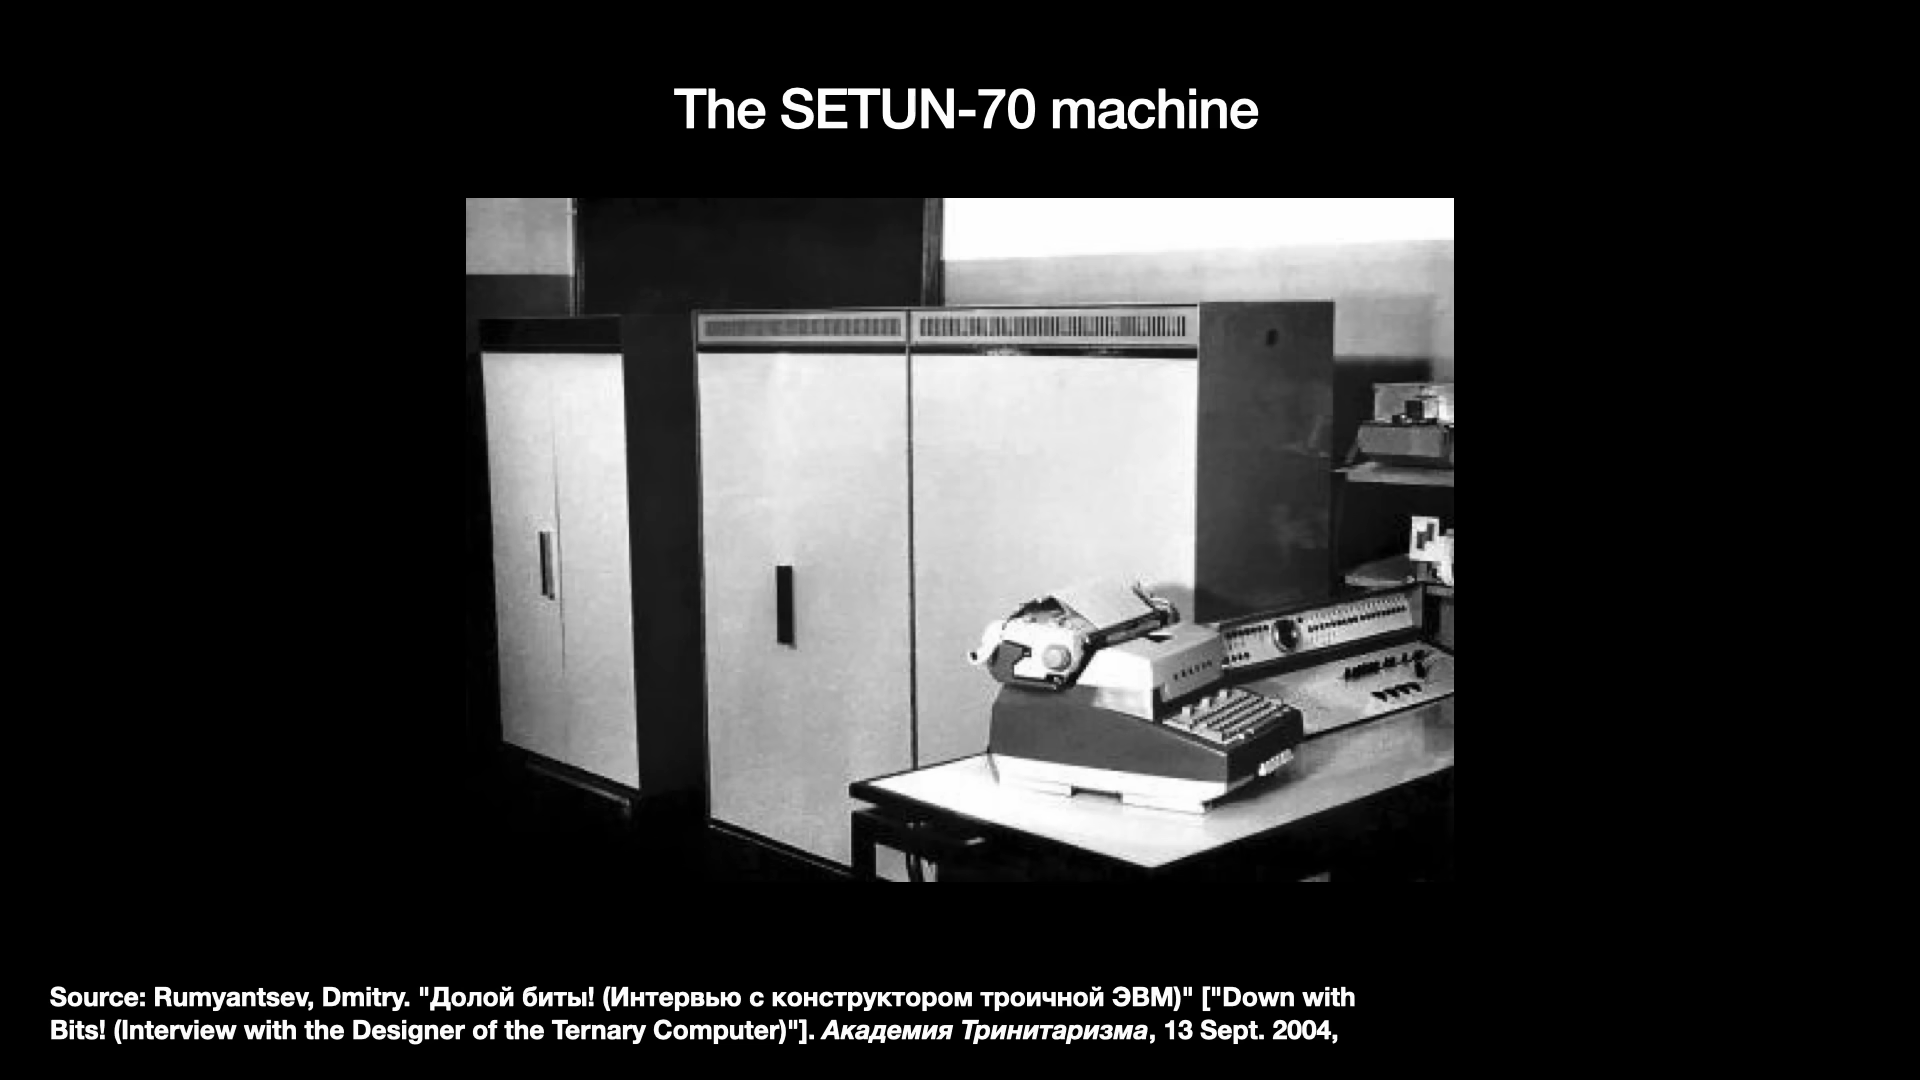 The SETUN-70 machine
Source: Rumyantsev, Dmitry. "Долой биты! (Интервью с конструктором троичной ЭВМ)" ["Down with
Bits! (Interview with the Designer of the Ternary Computer)"]. Академия Тринитаризма, 13 Sept. 2004,